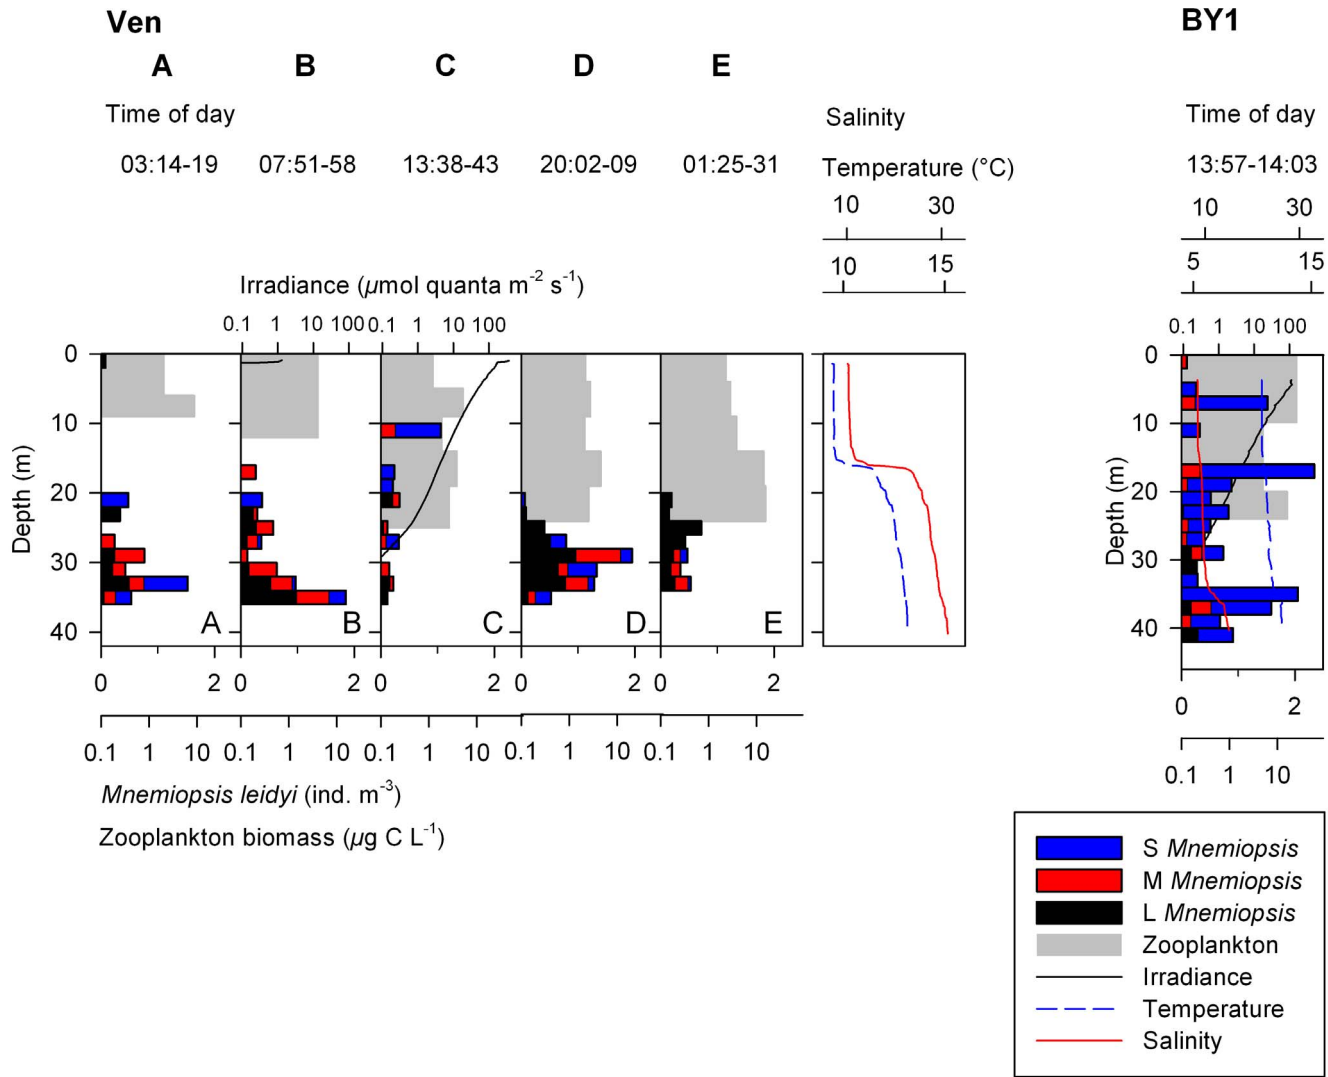 Ven
BY1
A B C D E
Time of day
Salinity
Time of day
03:14-19 07:51-58 13:38-43 20:02-09 01:25-31
Temperature (°C)
13:57-14:03
10 30
10 30
10 15
5 15
Irradiance (µmol quanta m-2 s-1)
0.1 1 10 100 0.1 1 10 100
0.1 1 10 100
Depth (m)
0
10
20
30
40
A B C D E
Depth (m)
0
10
20
30
40
0 2 0 2 0 2 0 2 0 2
0 2
0.1 1 10 0.1 1 10 0.1 1 10 0.1 1 10 0.1 1 10
0.1 1 10
Mnemiopsis leidyi (ind. m-3)
Zooplankton biomass (µg C L-1)
S Mnemiopsis
M Mnemiopsis
L Mnemiopsis
Zooplankton
Irradiance
Temperature
Salinity